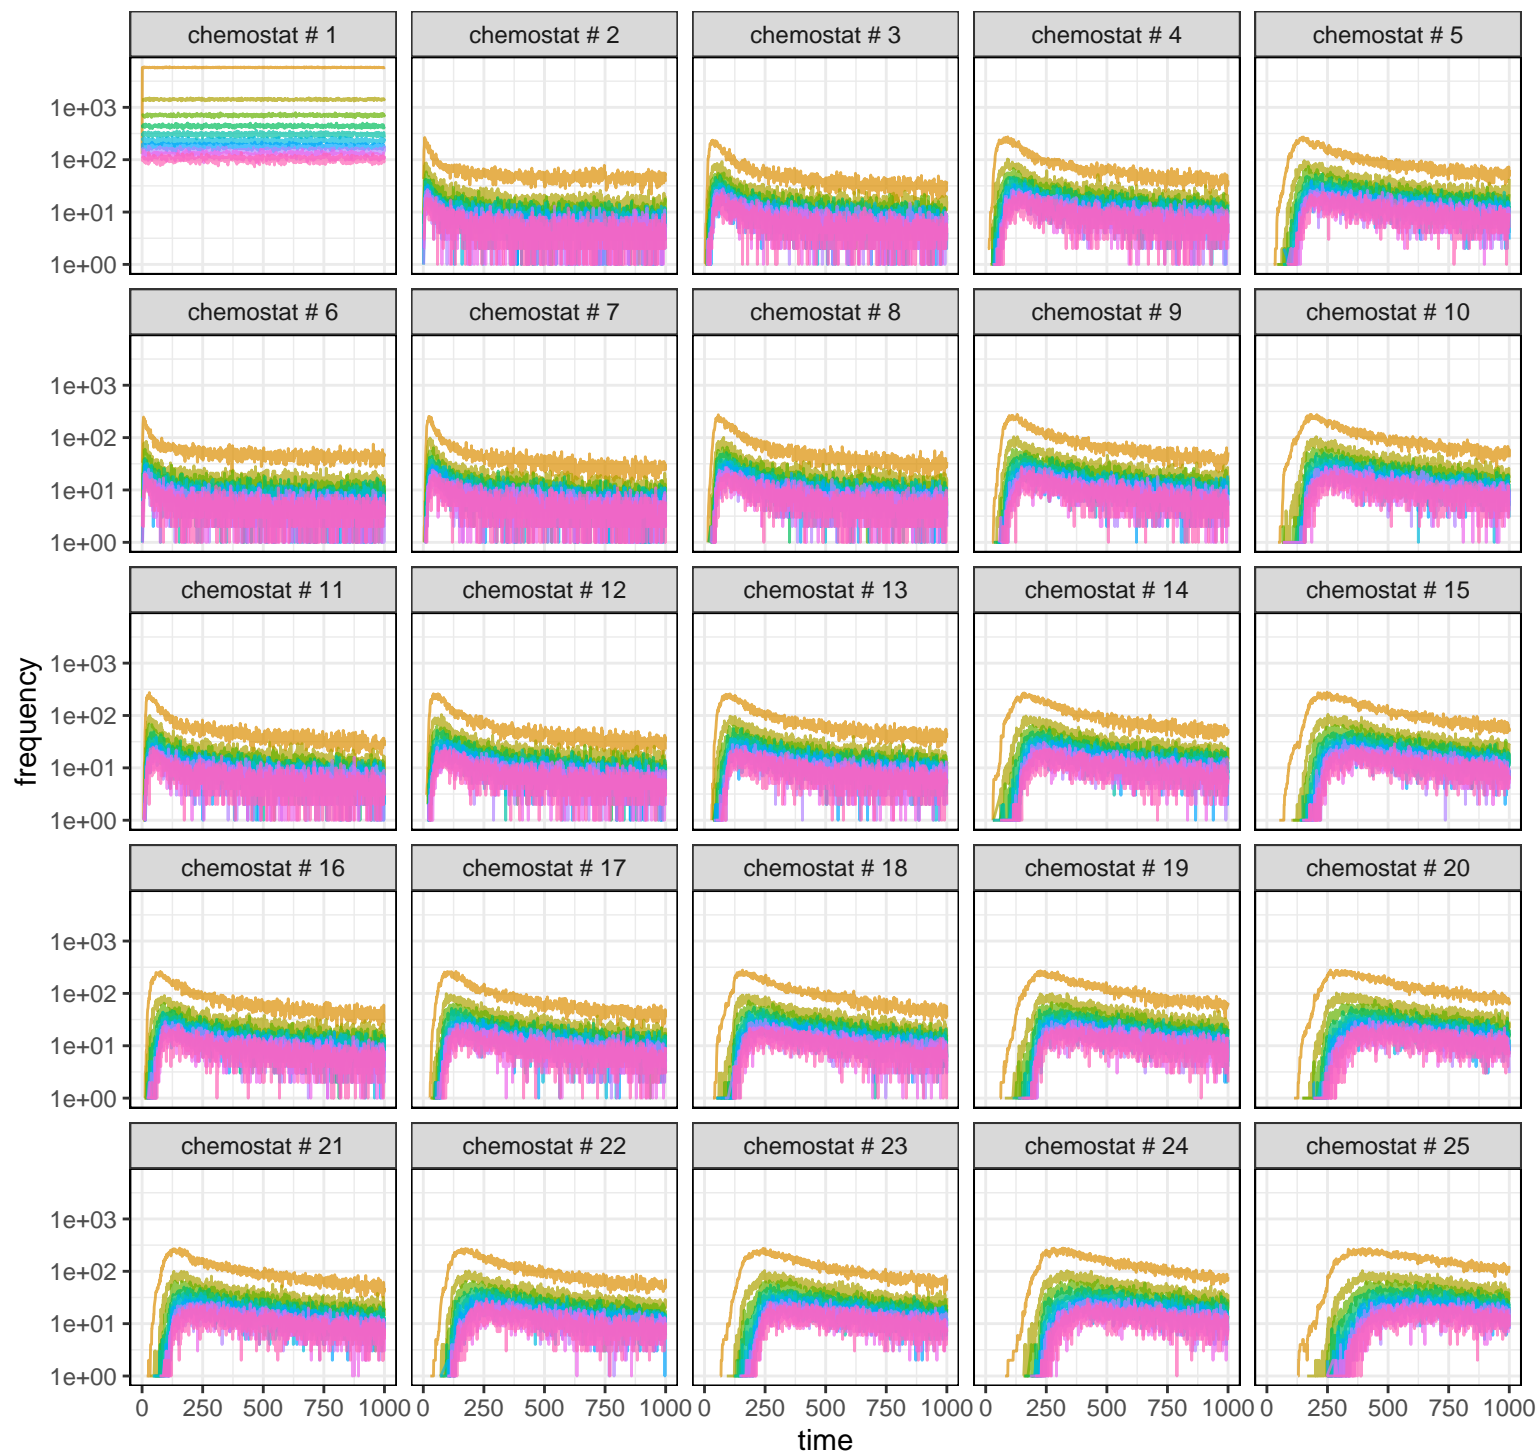 chemostat # 1 chemostat # 2 chemostat # 3 chemostat # 4 chemostat # 5
1e+03
1e+02
1e+01
1e+00
chemostat # 6 chemostat # 7 chemostat # 8 chemostat # 9 chemostat # 10
1e+03
1e+02
1e+01
1e+00
chemostat # 11 chemostat # 12 chemostat # 13 chemostat # 14 chemostat # 15
frequency
1e+03
1e+02
1e+01
1e+00
chemostat # 16 chemostat # 17 chemostat # 18 chemostat # 19 chemostat # 20
1e+03
1e+02
1e+01
1e+00
chemostat # 21 chemostat # 22 chemostat # 23 chemostat # 24 chemostat # 25
1e+03
1e+02
1e+01
1e+00
0 250 500 750 1000 0 250 500 750 1000 0 250 500 750 1000 0 250 500 750 1000 0 250 500 750 1000
time